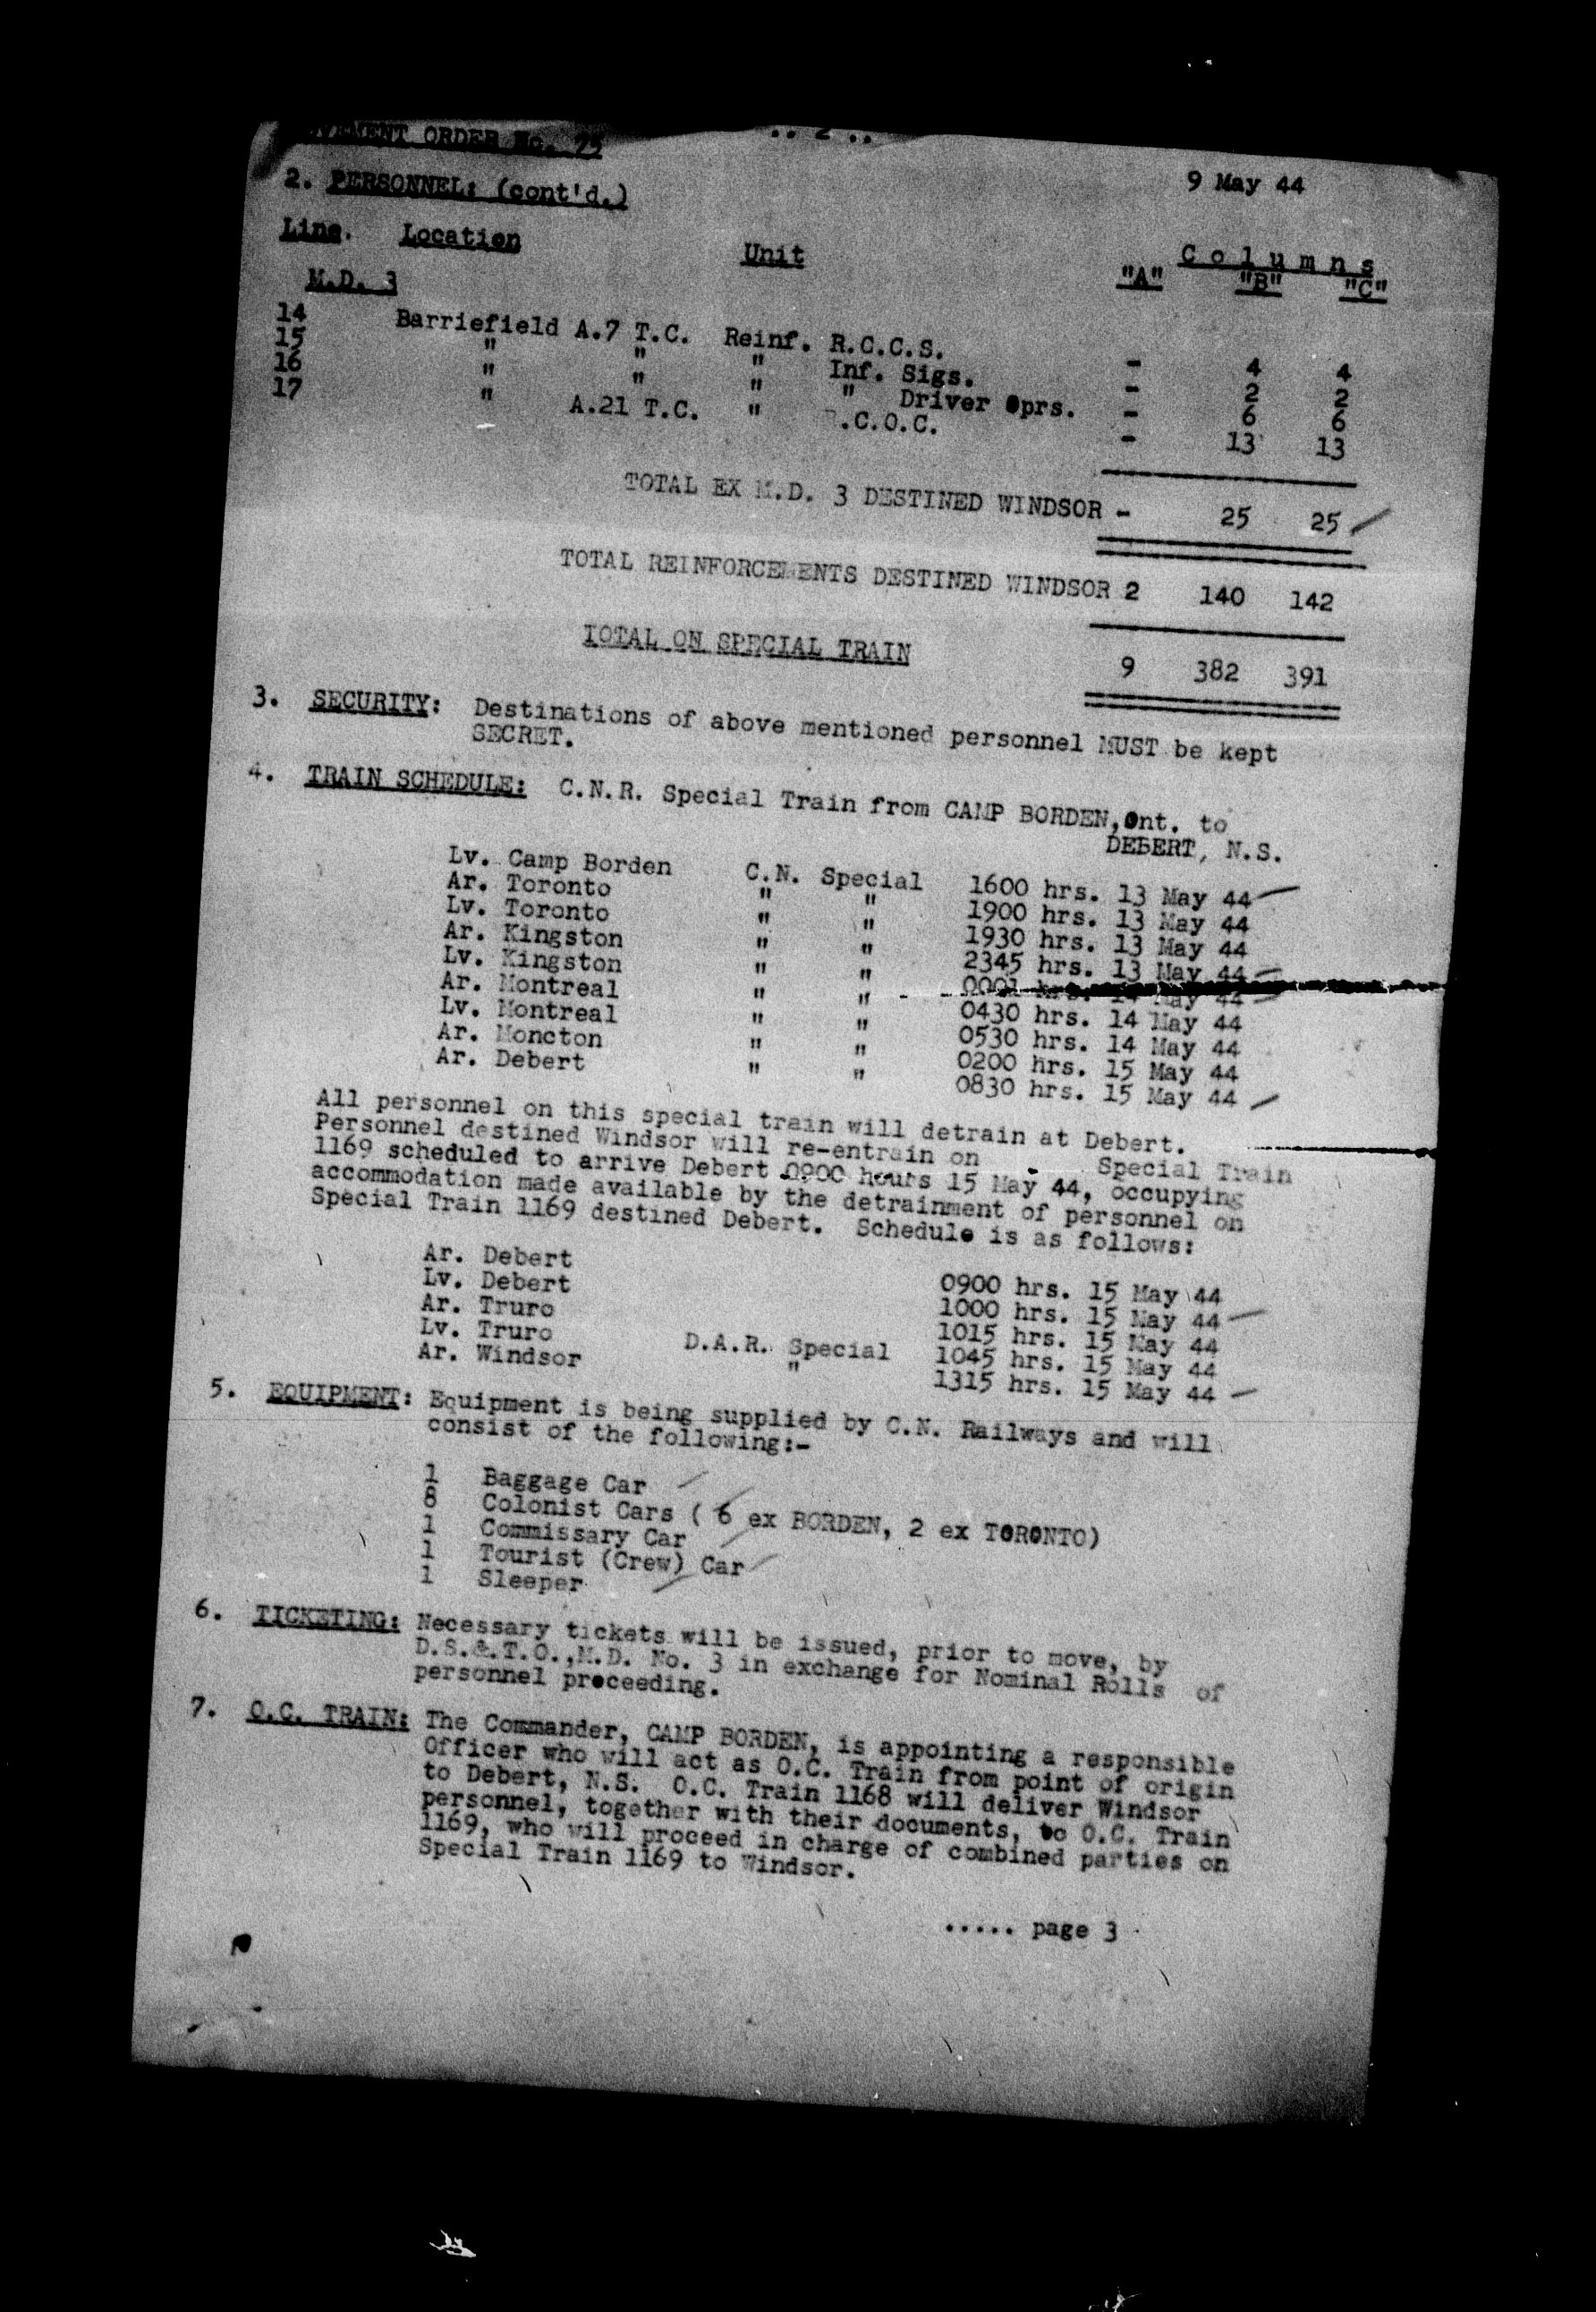 MOVEMENT ORDER No. 75
.. 2 ..
9 May 44
2. PERSONNEL: (cont'd.)
Line. Location Unit Columns
"A" "B" "C"
M.D. 3
14 Barriefield A.7 T.C. Reinf. R.C.C.S. - 4 4
15 " " " Inf. Sigs. - 2 2
16 " " " " Driver Oprs. - 6 6
17 " A.21 T.C. " .C.O.C. - 13 13
TOTAL EX M.D. 3 DESTINED WINDSOR - 25 25
TOTAL REINFORCEMENTS DESTINED WINDSOR 2 140 142
TOTAL ON SPECIAL TRAIN 9 382 391
3. SECURITY: Destinations of above mentioned personnel MUST be kept
SECRET.
4. TRAIN SCHEDULE: C.N.R. Special Train from CAMP BORDEN, Ont. to
DEBERT, N.S.
Lv. Camp Borden C.N. Special 1600 hrs. 13 May 44
Ar. Toronto " " 1900 hrs. 13 May 44
Lv. Toronto " " 1930 hrs. 13 May 44
Ar. Kingston " " 2345 hrs. 13 May 44
Lv. Kingston " " 0001 hrs. 14 May 44
Ar. Montreal " " 0430 hrs. 14 May 44
Lv. Montreal " " 0530 hrs. 14 May 44
Ar. Moncton " " 0200 hrs. 15 May 44
Ar. Debert " " 0830 hrs. 15 May 44
All personnel on this special train will detrain at Debert.
Personnel destined Windsor will re-entrain on Special Train
1169 scheduled to arrive Debert 0900 hours 15 May 44, occupying
accommodation made available by the detrainment of personnel on
Special Train 1169 destined Debert. Schedule is as follows:
Ar. Debert 0900 hrs. 15 May 44
Lv. Debert 1000 hrs. 15 May 44
Ar. Truro 1015 hrs. 15 May 44
Lv. Truro D.A.R. Special 1045 hrs. 15 May 44
Ar. Windsor " 1315 hrs. 15 May 44
5. EQUIPMENT: Equipment is being supplied by C.N. Railways and will
consist of the following:-
1 Baggage Car
8 Colonist Cars ( 6 ex BORDEN, 2 ex TORONTO)
1 Commissary Car
1 Tourist (Crew) Car
1 Sleeper
6. TICKETING: Necessary tickets will be issued, prior to move, by
D.S.&.T.O.,M.D. No. 3 in exchange for Nominal Rolls of
personnel proceeding.
7. O.C. TRAIN: The Commander, CAMP BORDEN, is appointing a responsible
Officer who will act as O.C. Train from point of origin
to Debert, N.S. O.C. Train 1168 will deliver Windsor
personnel, together with their documents, to O.C. Train
1169, who will proceed in charge of combined parties on
Special Train 1169 to Windsor.
..... page 3